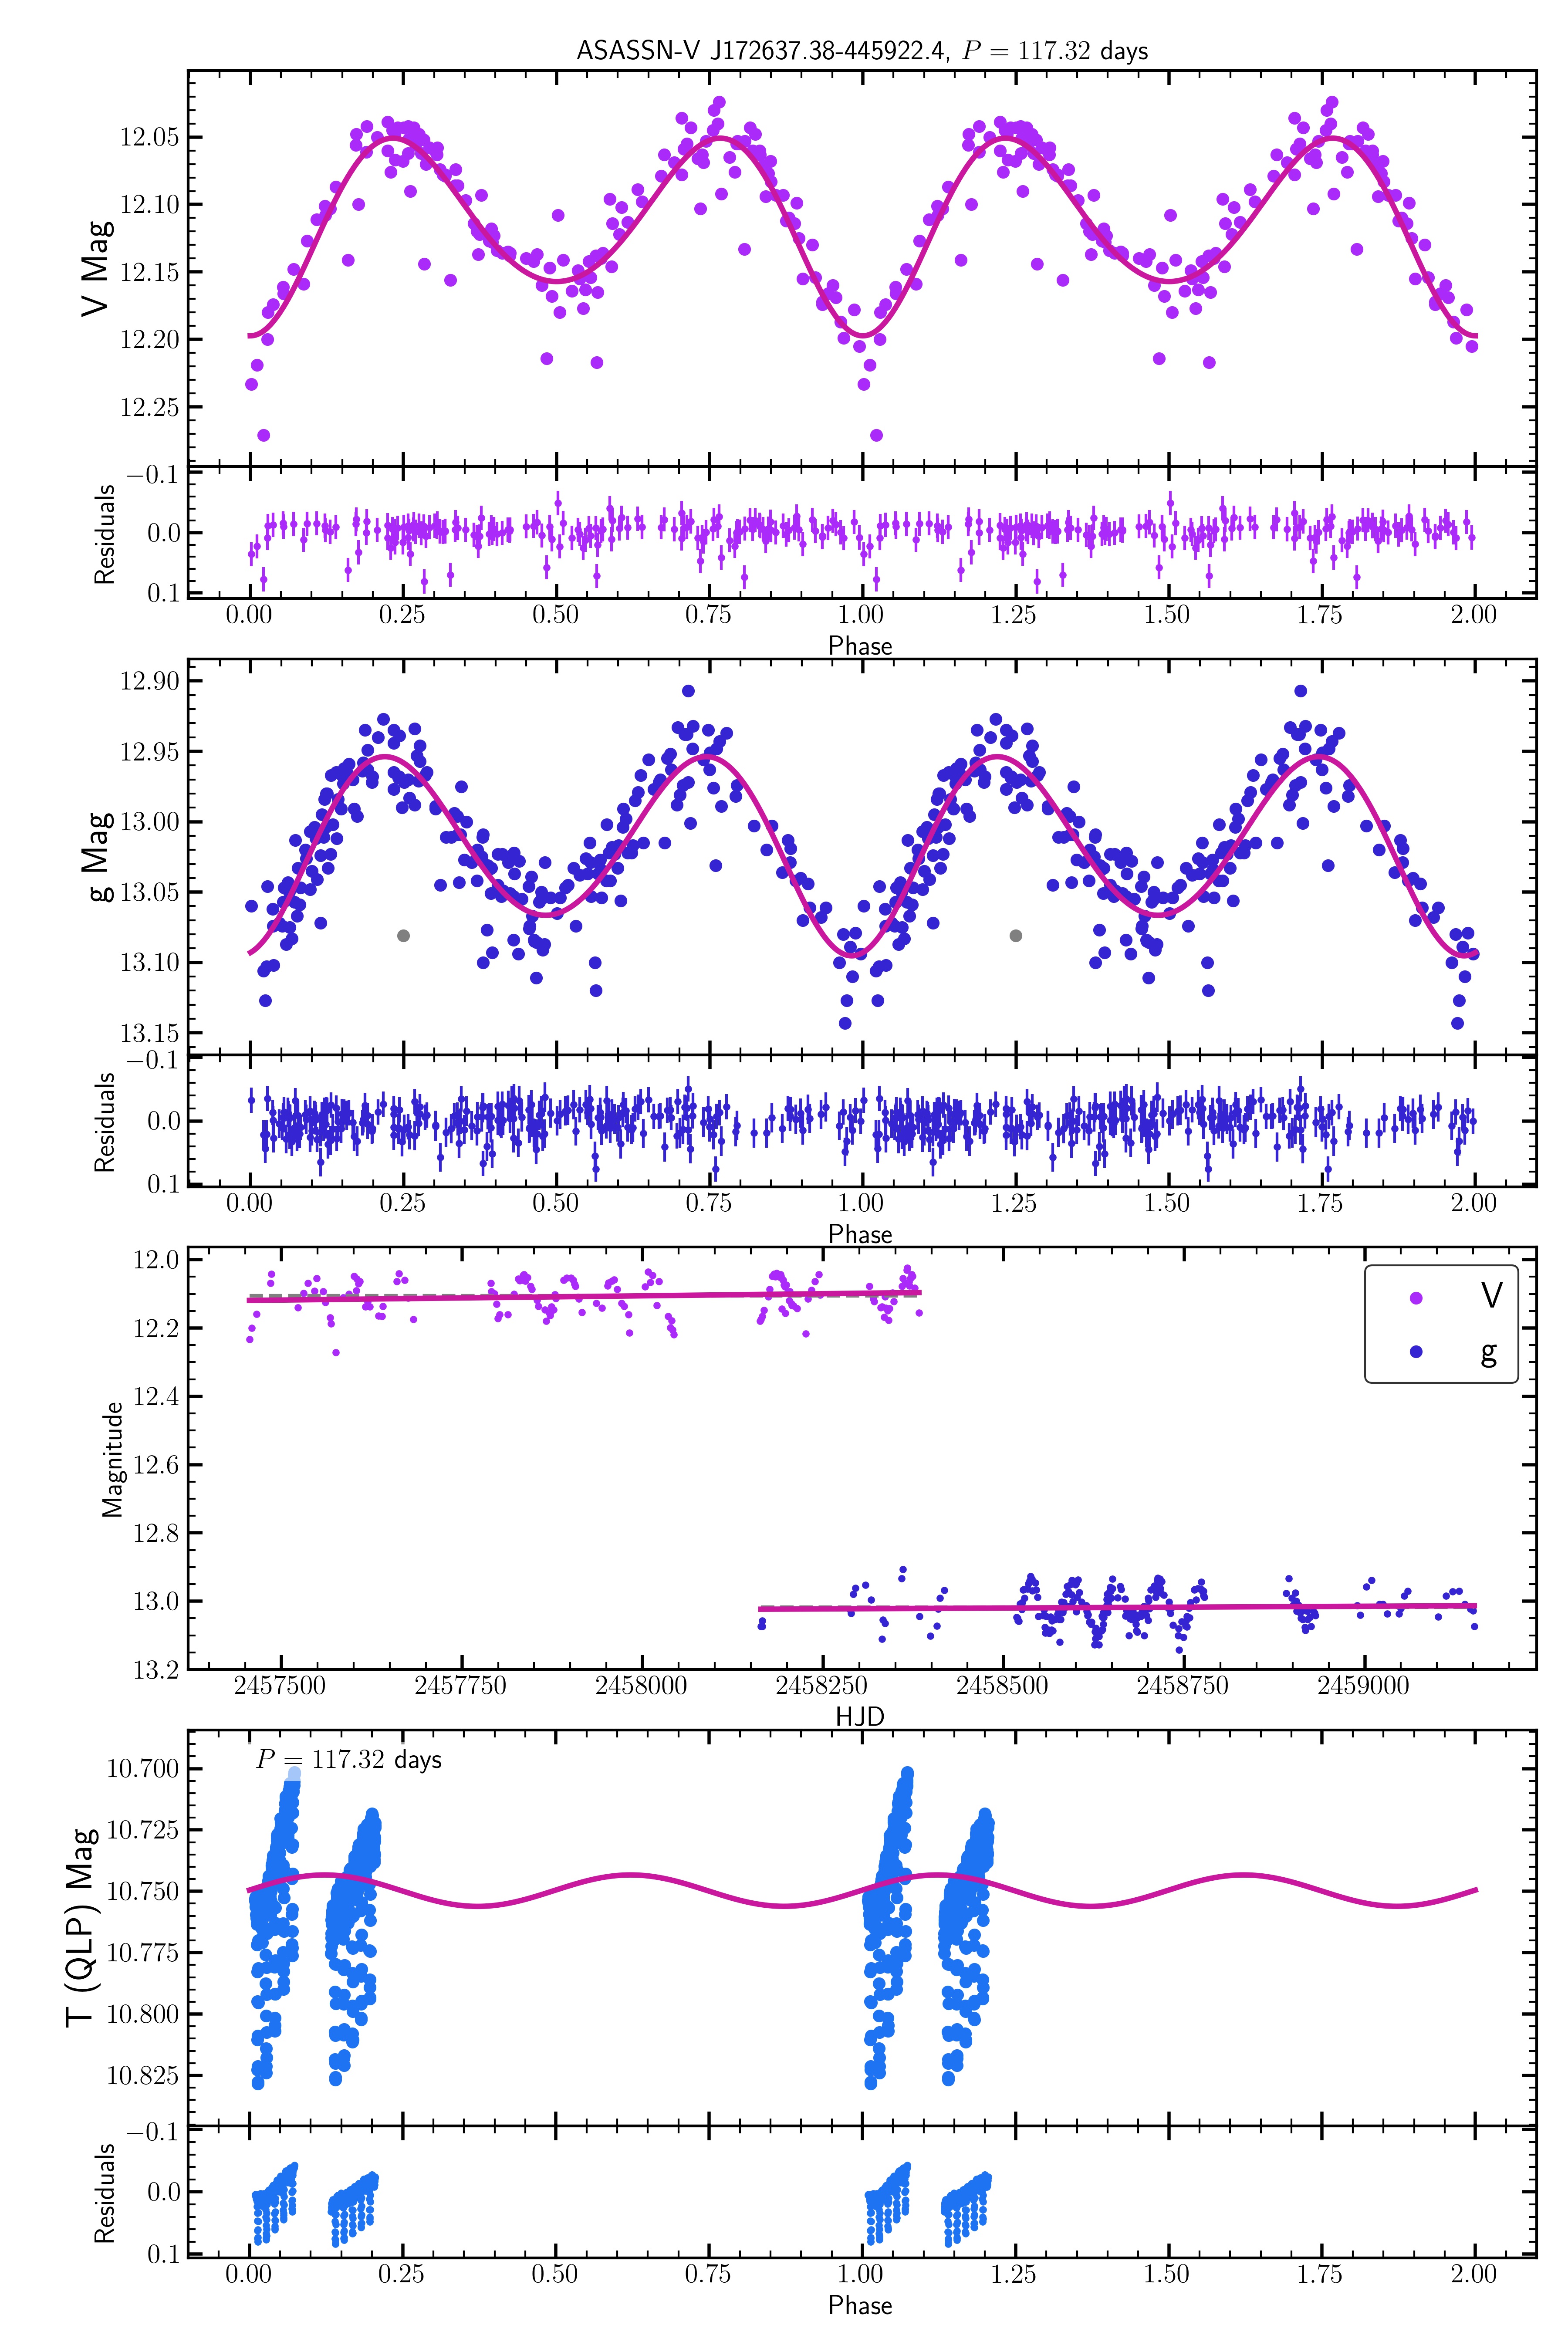 ASASSN-V J172637.38-445922.4, P = 117.32 days
V Mag
12.05
12.10
12.15
12.20
12.25
Residuals
−0.1
0.0
0.1
0.00 0.25 0.50 0.75 1.00 1.25 1.50 1.75 2.00
Phase
g Mag
12.90
12.95
13.00
13.05
13.10
13.15
Residuals
−0.1
0.0
0.1
0.00 0.25 0.50 0.75 1.00 1.25 1.50 1.75 2.00
Phase
Magnitude
12.0
12.2
12.4
12.6
12.8
13.0
13.2
V
g
2457500 2457750 2458000 2458250 2458500 2458750 2459000
HJD
P = 117.32 days
T (QLP) Mag
10.700
10.725
10.750
10.775
10.800
10.825
Residuals
−0.1
0.0
0.1
0.00 0.25 0.50 0.75 1.00 1.25 1.50 1.75 2.00
Phase